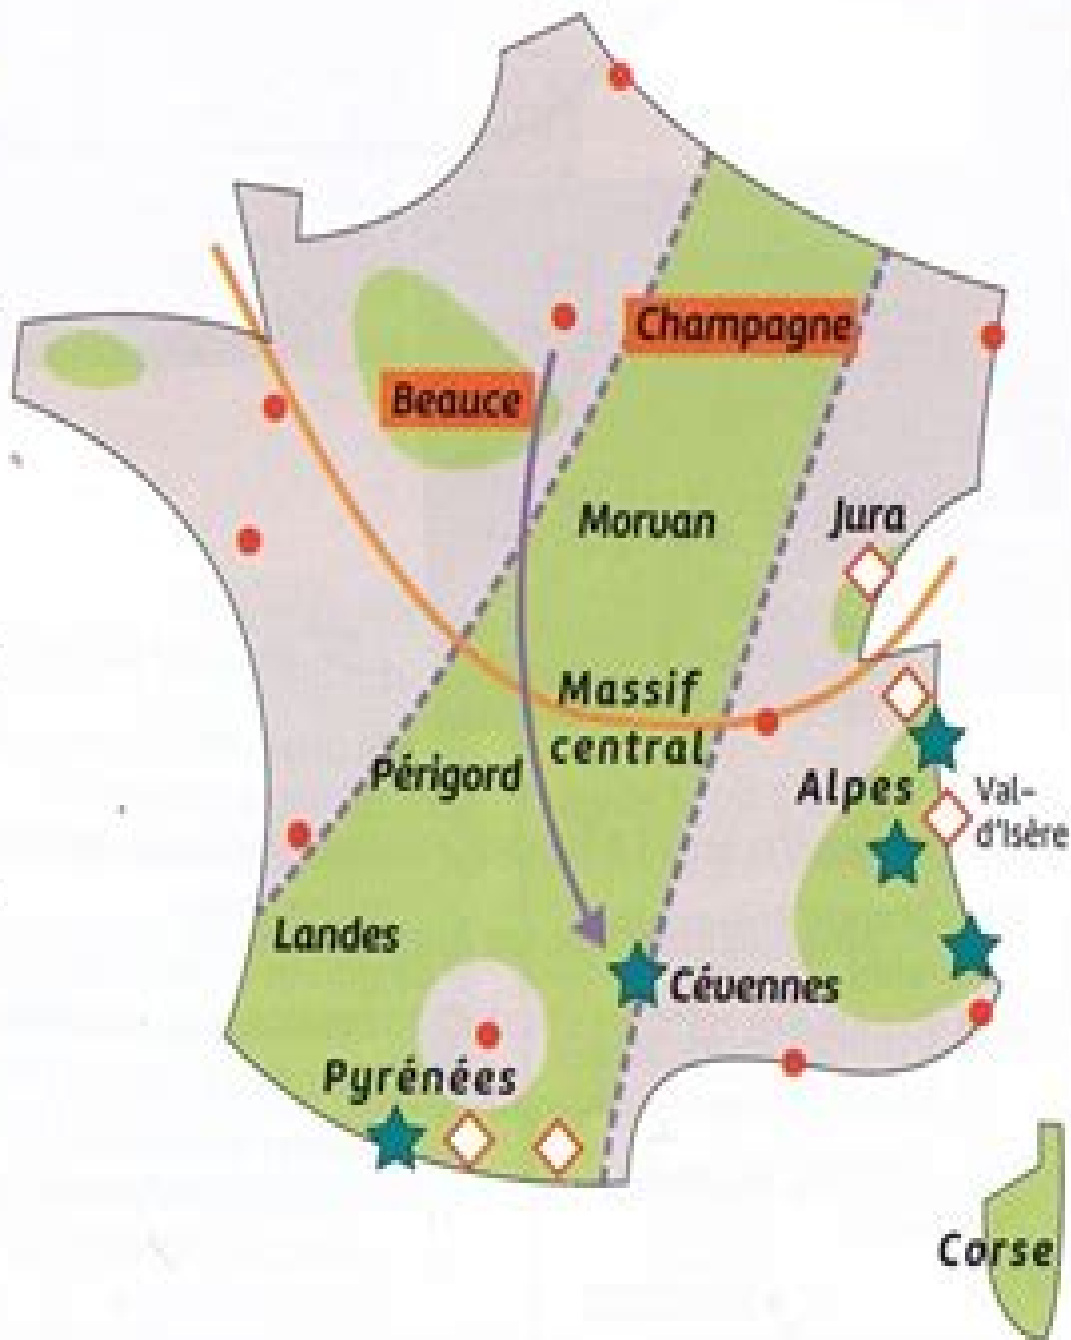 Champagne
Beauce
Morvan
Jura
Massif
central
Périgord
Alpes
Val-
d'Isère
Landes
Cévennes
Pyrénées
Corse